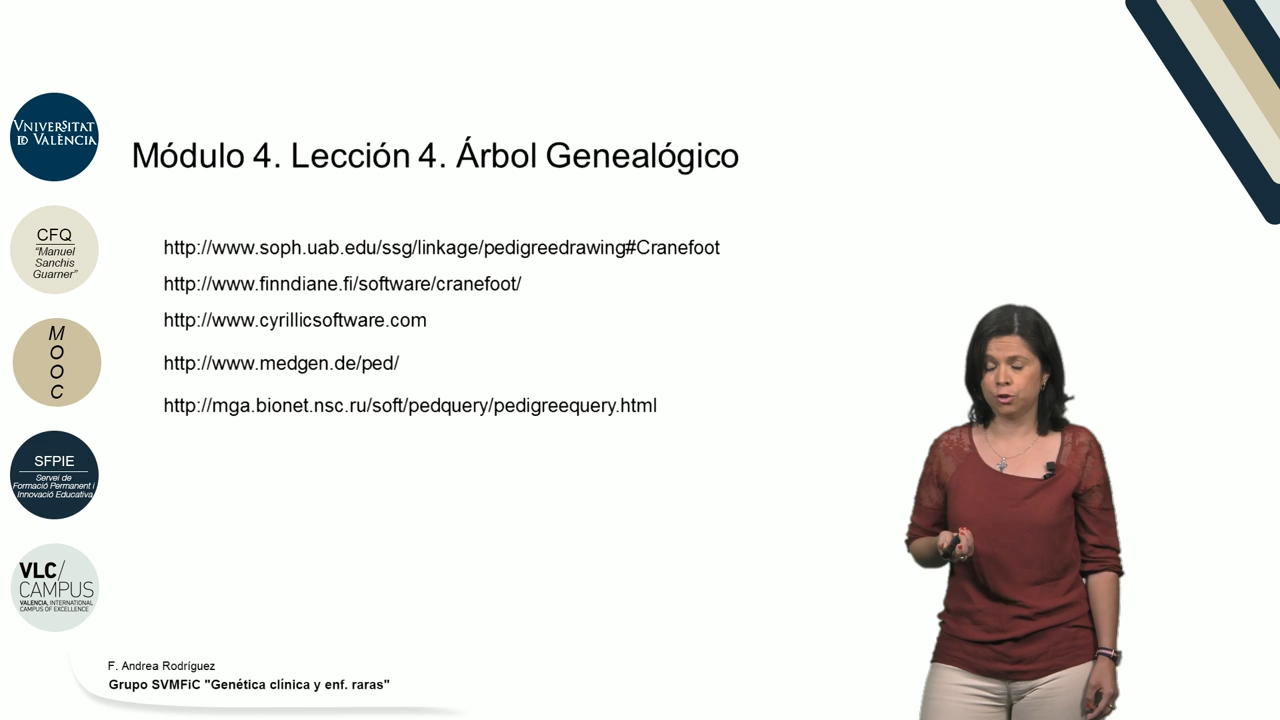 VNIVERSITAT
ID VALÈNCIA
Módulo 4. Lección 4. Árbol Genealógico
CFQ
"Manuel
Sanchis
Guarner"
http://www.soph.uab.edu/ssg/linkage/pedigreedrawing#Cranefoot
http://www.finndiane.fi/software/cranefoot/
http://www.cyrillicsoftware.com
http://www.medgen.de/ped/
http://mga.bionet.nsc.ru/soft/pedquery/pedigreequery.html
M
O
O
C
SFPIE
Servei de
Formació Permanent i
Innovació Educativa
VLC/
CAMPUS
VALENCIA, INTERNATIONAL
CAMPUS OF EXCELLENCE
F. Andrea Rodríguez
Grupo SVMFiC "Genética clínica y enf. raras"